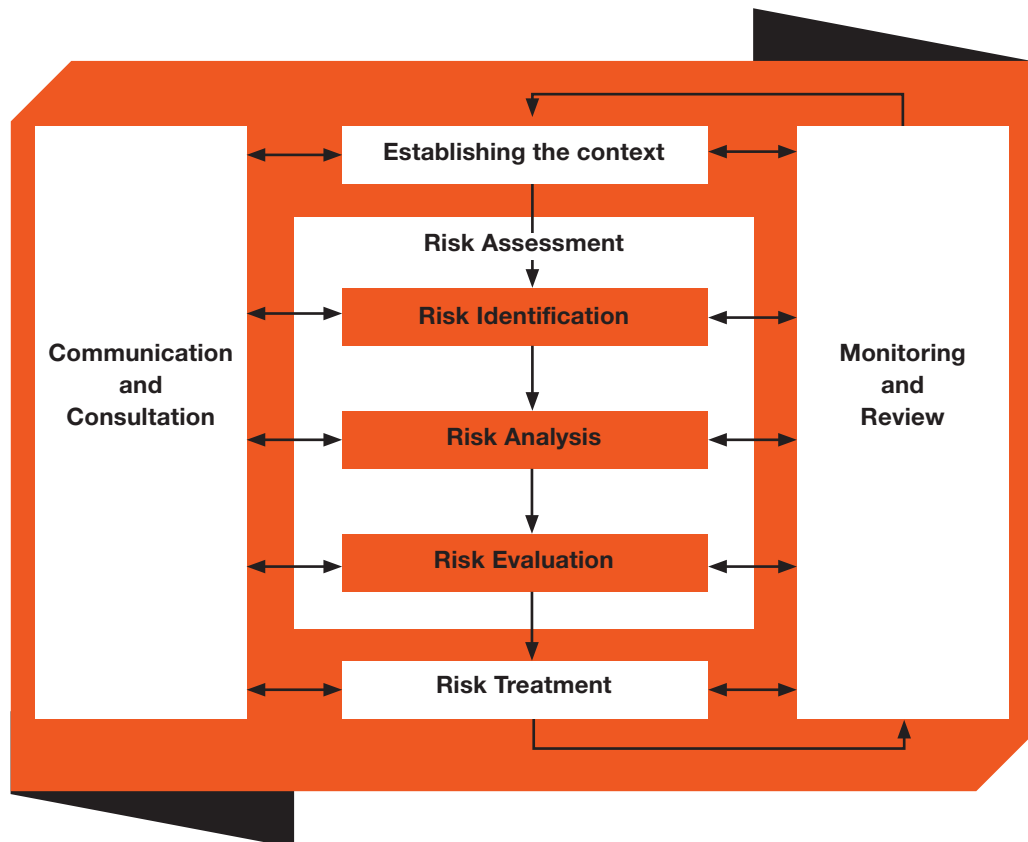 Establishing the context
Risk Assessment
Risk Identification
Communication
and
Consultation
Monitoring
and
Review
Risk Analysis
Risk Evaluation
Risk Treatment